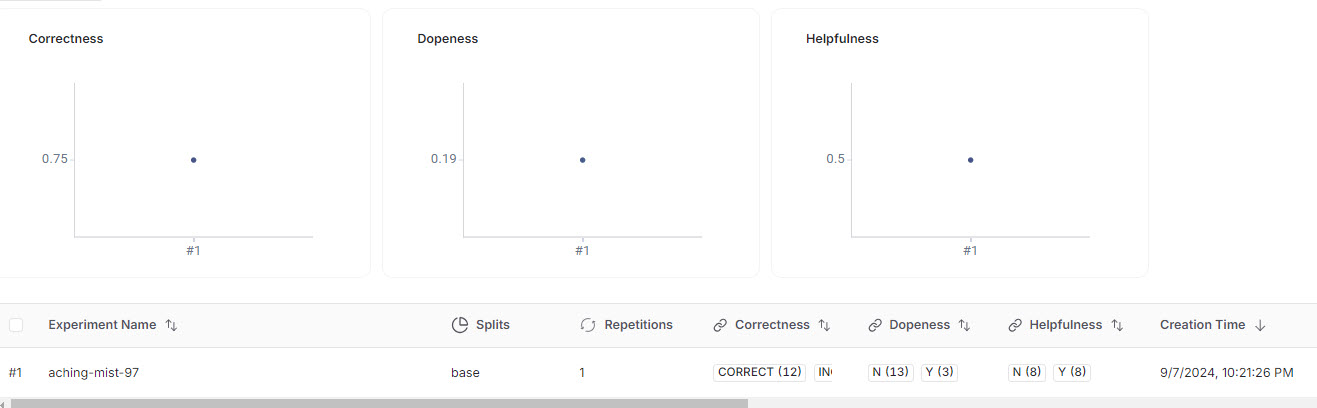 Correctness Dopeness Helpfulness
0.75 0.19 0.5
#1 #1 #1
Experiment Name Splits Repetitions Correctness Dopeness Helpfulness Creation Time
#1 aching-mist-97 base 1 CORRECT (12) N (13) Y (3) N (8) Y (8) 9/7/2024, 10:21:26 PM